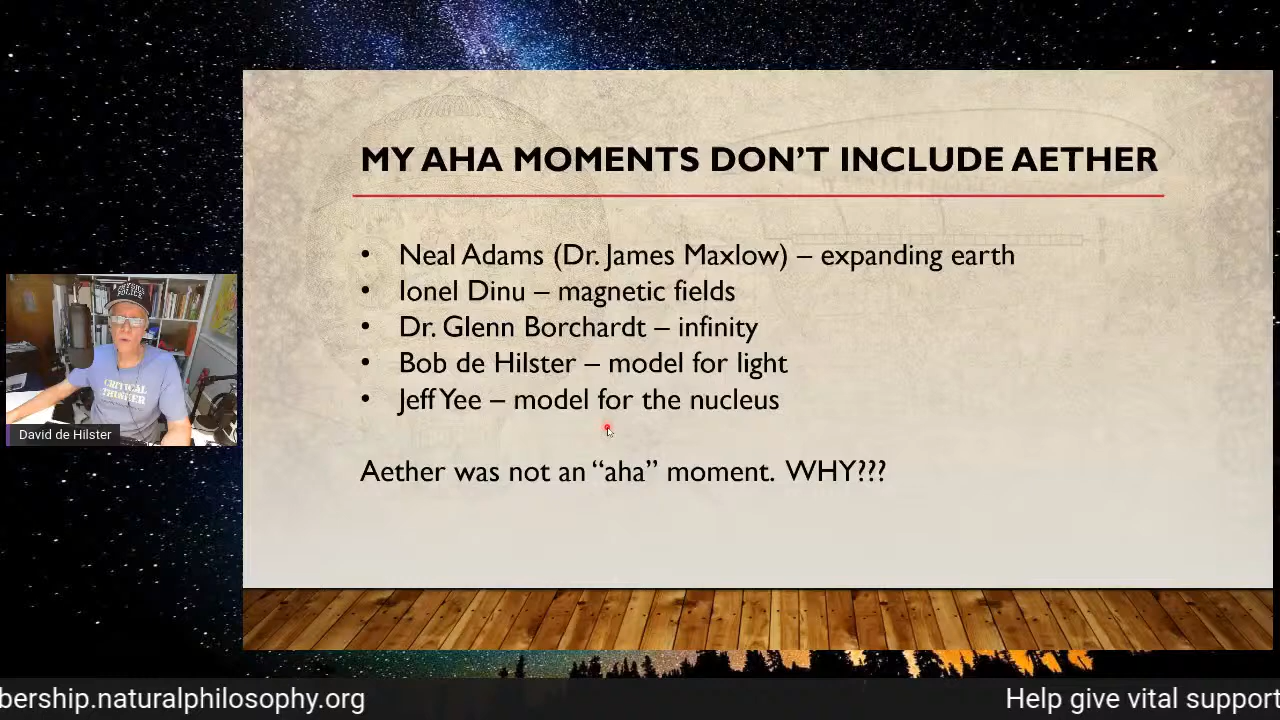 MY AHA MOMENTS DON'T INCLUDE AETHER
• Neal Adams (Dr. James Maxlow) – expanding earth
• Ionel Dinu – magnetic fields
• Dr. Glenn Borchardt – infinity
• Bob de Hilster – model for light
• Jeff Yee – model for the nucleus
Aether was not an “aha” moment. WHY???
CRITICAL
THINKER
David de Hilster
bership.naturalphilosophy.org
Help give vital support